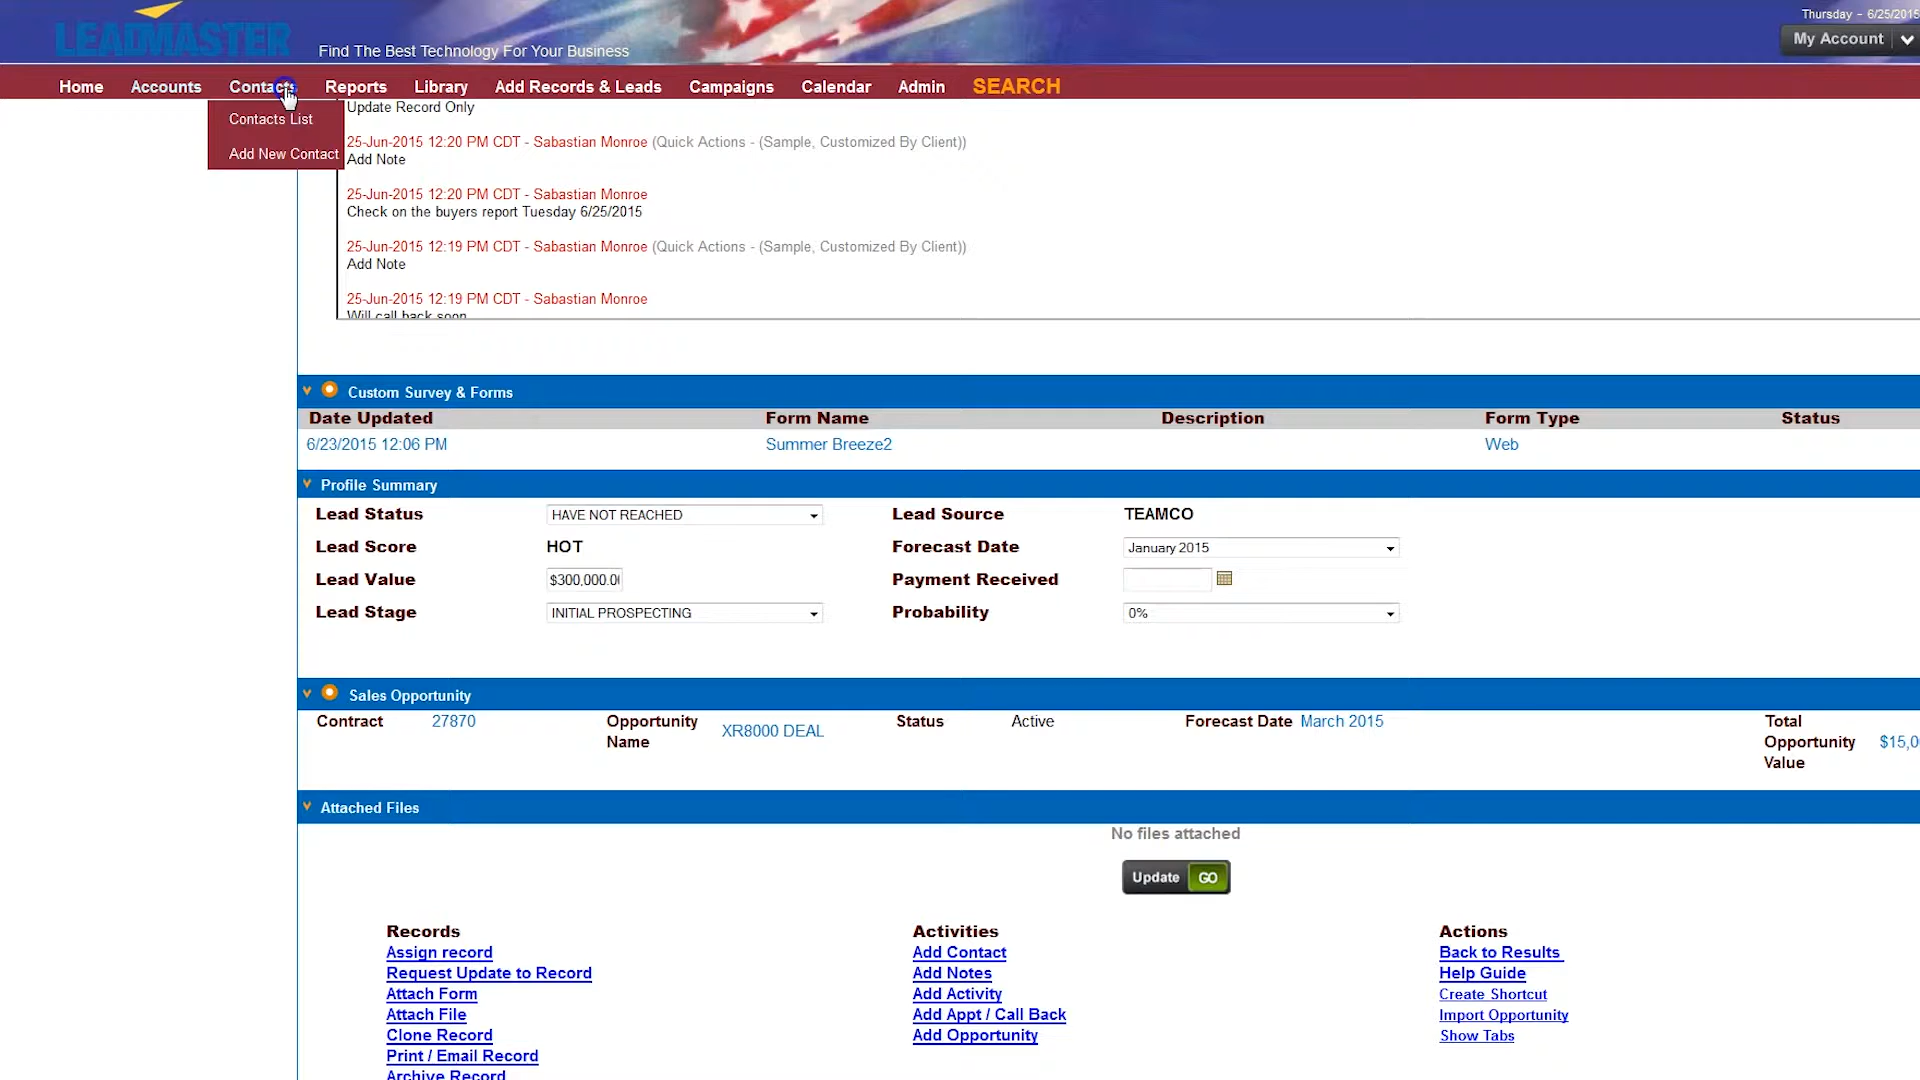 Thursday - 6/25/2015
LEADMASTER
Find The Best Technology For Your Business
My Account
Home Accounts Contacts Reports Library Add Records & Leads Campaigns Calendar Admin SEARCH
Contacts List
Add New Contact
Update Record Only
25-Jun-2015 12:20 PM CDT - Sabastian Monroe (Quick Actions - (Sample, Customized By Client))
Add Note
25-Jun-2015 12:20 PM CDT - Sabastian Monroe
Check on the buyers report Tuesday 6/25/2015
25-Jun-2015 12:19 PM CDT - Sabastian Monroe (Quick Actions - (Sample, Customized By Client))
Add Note
25-Jun-2015 12:19 PM CDT - Sabastian Monroe
Will call back soon
Custom Survey & Forms
Date Updated Form Name Description Form Type Status
6/23/2015 12:06 PM Summer Breeze2 Web
Profile Summary
Lead Status HAVE NOT REACHED Lead Source TEAMCO
Lead Score HOT Forecast Date January 2015
Lead Value $300,000.0 Payment Received
Lead Stage INITIAL PROSPECTING Probability 0%
Sales Opportunity
Contract 27870 Opportunity Name XR8000 DEAL Status Active Forecast Date March 2015 Total Opportunity Value $15,0
Attached Files
No files attached
Update GO
Records Activities Actions
Assign record Add Contact Back to Results
Request Update to Record Add Notes Help Guide
Attach Form Add Activity Create Shortcut
Attach File Add Appt / Call Back Import Opportunity
Clone Record Add Opportunity Show Tabs
Print / Email Record
Archive Record